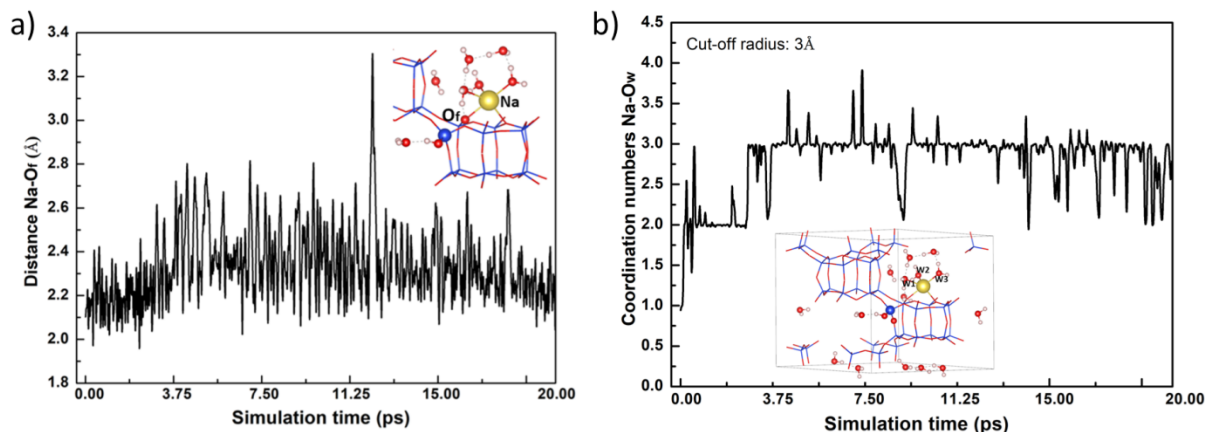 a)
3.4
3.2
3.0
2.8
2.6
2.4
2.2
2.0
1.8
Distance Na-Of (Å)
Of
Na
0.00 3.75 7.50 11.25 15.00 20.00
Simulation time (ps)
b)
Cut-off radius: 3Å
4.5
4.0
3.5
3.0
2.5
2.0
1.5
1.0
0.5
0.0
Coordination numbers Na-Ow
W2
W1 W3
0.00 3.75 7.50 11.25 15.00 20.00
Simulation time (ps)